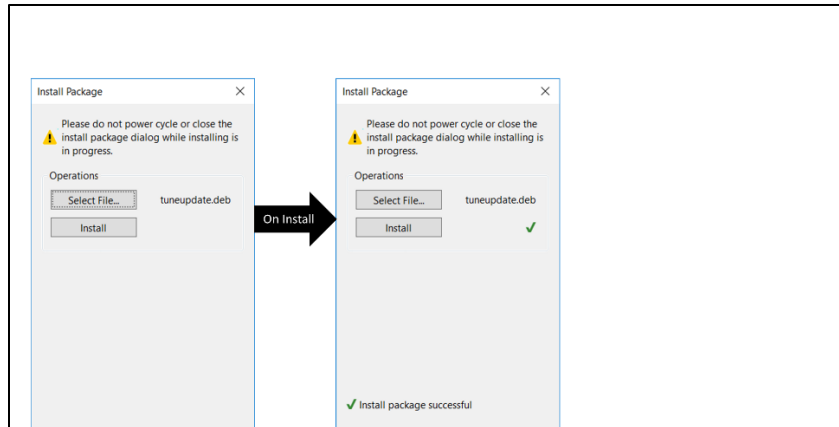 Install Package
Please do not power cycle or close the
install package dialog while installing is
in progress.
Operations
Select File... tuneupdate.deb
Install
On Install
Install Package
Please do not power cycle or close the
install package dialog while installing is
in progress.
Operations
Select File... tuneupdate.deb
Install
Install package successful